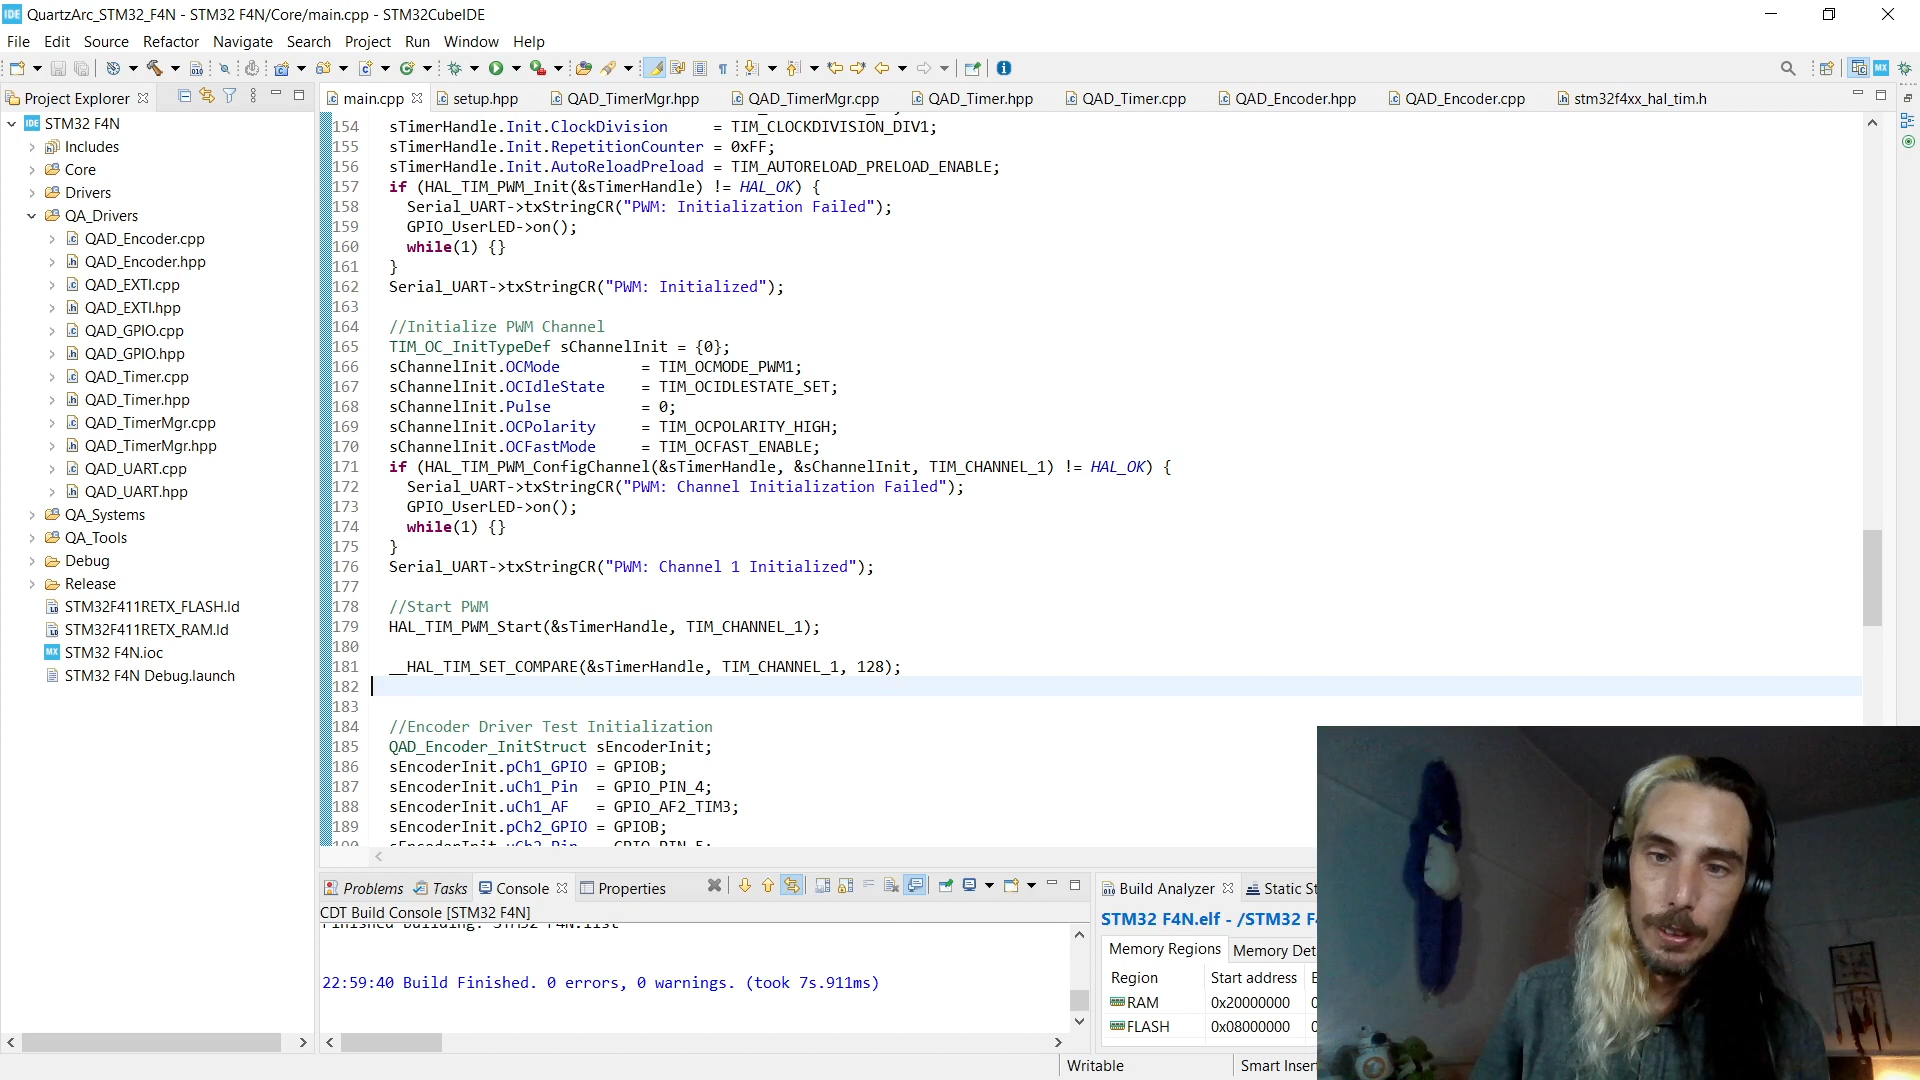 QuartzArc_STM32_F4N - STM32 F4N/Core/main.cpp - STM32CubeIDE
File Edit Source Refactor Navigate Search Project Run Window Help
Project Explorer
main.cpp setup.hpp QAD_TimerMgr.hpp QAD_TimerMgr.cpp QAD_Timer.hpp QAD_Timer.cpp QAD_Encoder.hpp QAD_Encoder.cpp stm32f4xx_hal_tim.h
STM32 F4N
Includes
Core
Drivers
QA_Drivers
QAD_Encoder.cpp
QAD_Encoder.hpp
QAD_EXTI.cpp
QAD_EXTI.hpp
QAD_GPIO.cpp
QAD_GPIO.hpp
QAD_Timer.cpp
QAD_Timer.hpp
QAD_TimerMgr.cpp
QAD_TimerMgr.hpp
QAD_UART.cpp
QAD_UART.hpp
QA_Systems
QA_Tools
Debug
Release
STM32F411RETX_FLASH.ld
STM32F411RETX_RAM.ld
STM32 F4N.ioc
STM32 F4N Debug.launch
154 sTimerHandle.Init.ClockDivision = TIM_CLOCKDIVISION_DIV1;
155 sTimerHandle.Init.RepetitionCounter = 0xFF;
156 sTimerHandle.Init.AutoReloadPreload = TIM_AUTORELOAD_PRELOAD_ENABLE;
157 if (HAL_TIM_PWM_Init(&sTimerHandle) != HAL_OK) {
158 Serial_UART->txStringCR("PWM: Initialization Failed");
159 GPIO_UserLED->on();
160 while(1) {}
161 }
162 Serial_UART->txStringCR("PWM: Initialized");
163
164 //Initialize PWM Channel
165 TIM_OC_InitTypeDef sChannelInit = {0};
166 sChannelInit.OCMode = TIM_OCMODE_PWM1;
167 sChannelInit.OCIdleState = TIM_OCIDLESTATE_SET;
168 sChannelInit.Pulse = 0;
169 sChannelInit.OCPolarity = TIM_OCPOLARITY_HIGH;
170 sChannelInit.OCFastMode = TIM_OCFAST_ENABLE;
171 if (HAL_TIM_PWM_ConfigChannel(&sTimerHandle, &sChannelInit, TIM_CHANNEL_1) != HAL_OK) {
172 Serial_UART->txStringCR("PWM: Channel Initialization Failed");
173 GPIO_UserLED->on();
174 while(1) {}
175 }
176 Serial_UART->txStringCR("PWM: Channel 1 Initialized");
177
178 //Start PWM
179 HAL_TIM_PWM_Start(&sTimerHandle, TIM_CHANNEL_1);
180
181 __HAL_TIM_SET_COMPARE(&sTimerHandle, TIM_CHANNEL_1, 128);
182
183
184 //Encoder Driver Test Initialization
185 QAD_Encoder_InitStruct sEncoderInit;
186 sEncoderInit.pCh1_GPIO = GPIOB;
187 sEncoderInit.uCh1_Pin = GPIO_PIN_4;
188 sEncoderInit.uCh1_AF = GPIO_AF2_TIM3;
189 sEncoderInit.pCh2_GPIO = GPIOB;
190 sEncoderInit.uCh2_Pin = GPIO_PIN_5;
Problems Tasks Console Properties
CDT Build Console [STM32 F4N]
Finished building: STM32 F4N.list
22:59:40 Build Finished. 0 errors, 0 warnings. (took 7s.911ms)
Build Analyzer Static
STM32 F4N.elf - /STM32
Memory Regions Memory
Region Start address
RAM 0x20000000
FLASH 0x08000000
Writable Smart